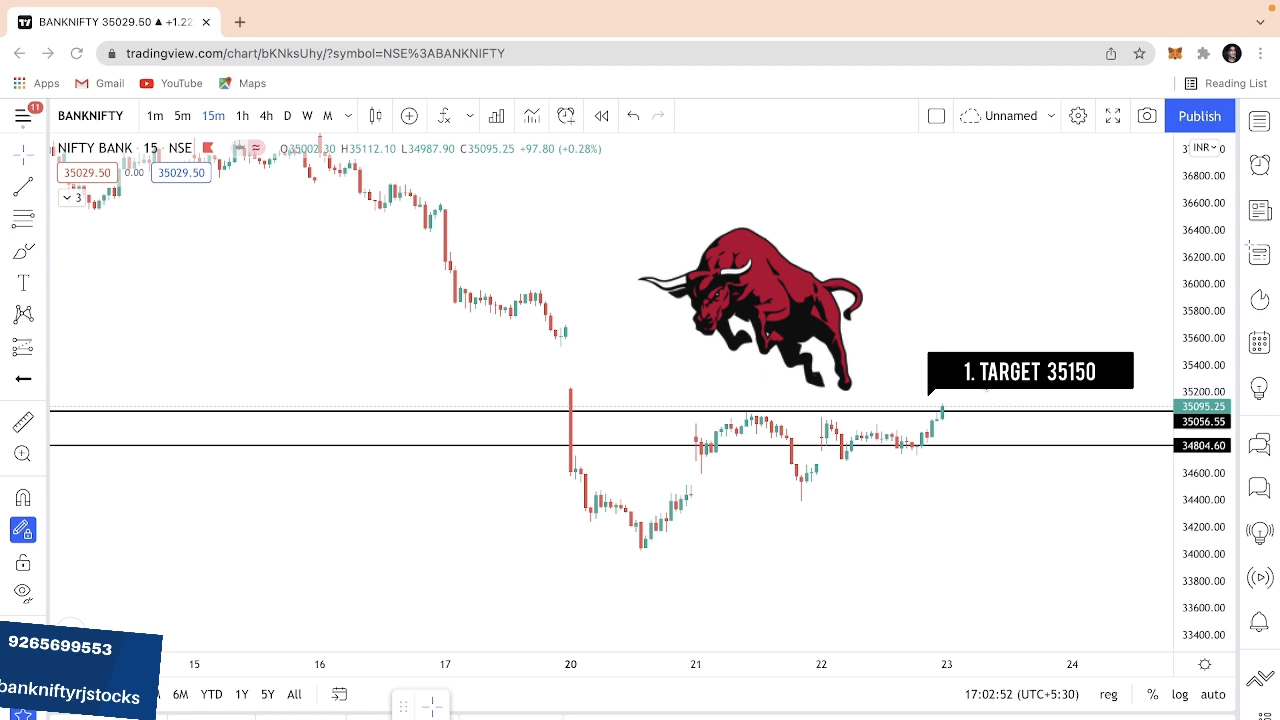 BANKNIFTY 35029.50 ▲ +1.22
tradingview.com/chart/bKNksUhy/?symbol=NSE%3ABANKNIFTY
Apps Gmail YouTube Maps Reading List
11
BANKNIFTY 1m 5m 15m 1h 4h D W M Unnamed Publish
NIFTY BANK · 15 · NSE O35002.30 H35112.10 L34987.90 C35095.25 +97.80 (+0.28%)
INR
35029.50 0.00 35029.50
3
36800.00
36600.00
36400.00
36200.00
36000.00
35800.00
35600.00
35400.00
1. TARGET 35150
35200.00
35095.25
35056.55
34804.60
34600.00
34400.00
34200.00
34000.00
33800.00
33600.00
33400.00
15 16 17 20 21 22 23 24
6M YTD 1Y 5Y All 17:02:52 (UTC+5:30) reg % log auto
9265699553
bankniftyrjstocks